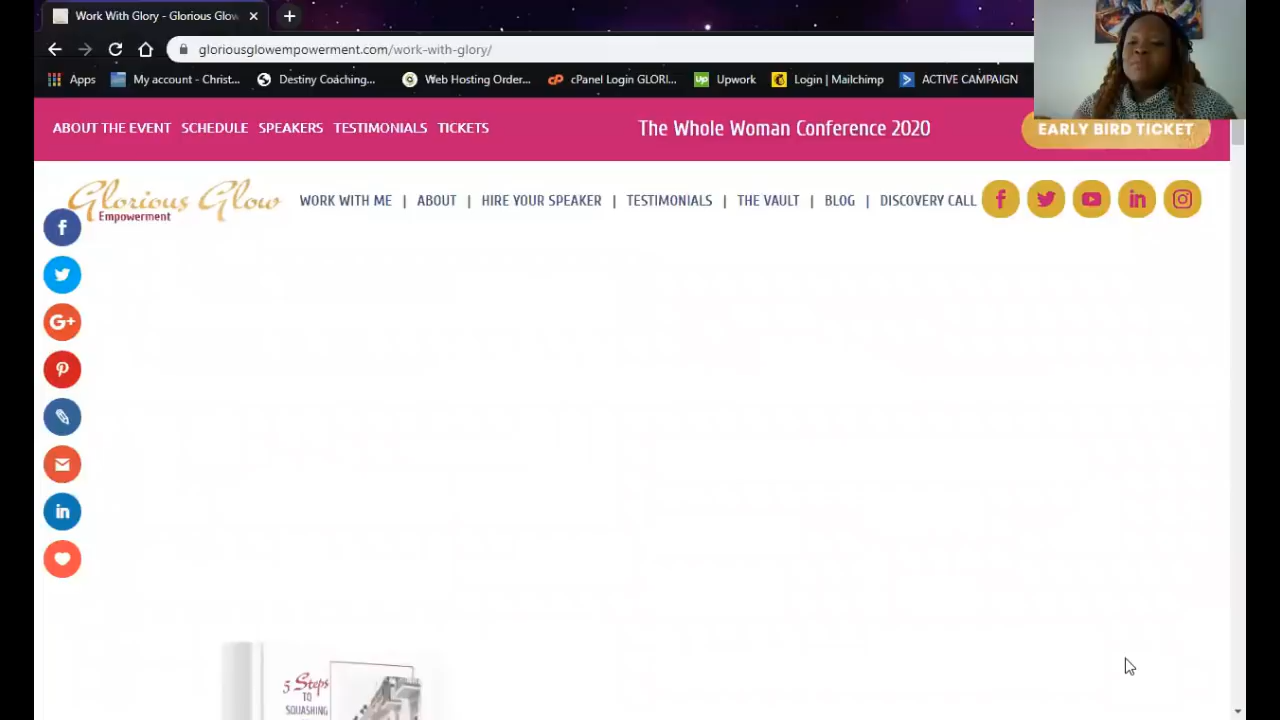 Work With Glory - Glorious Glow
gloriousglowempowerment.com/work-with-glory/
Apps My account - Christ... Destiny Coaching... Web Hosting Order... cPanel Login GLORI... Upwork Login | Mailchimp ACTIVE CAMPAIGN
ABOUT THE EVENT SCHEDULE SPEAKERS TESTIMONIALS TICKETS The Whole Woman Conference 2020 EARLY BIRD TICKET
Glorious Glow
Empowerment
WORK WITH ME | ABOUT | HIRE YOUR SPEAKER | TESTIMONIALS | THE VAULT | BLOG | DISCOVERY CALL
5 Steps
TO
SQUASHING